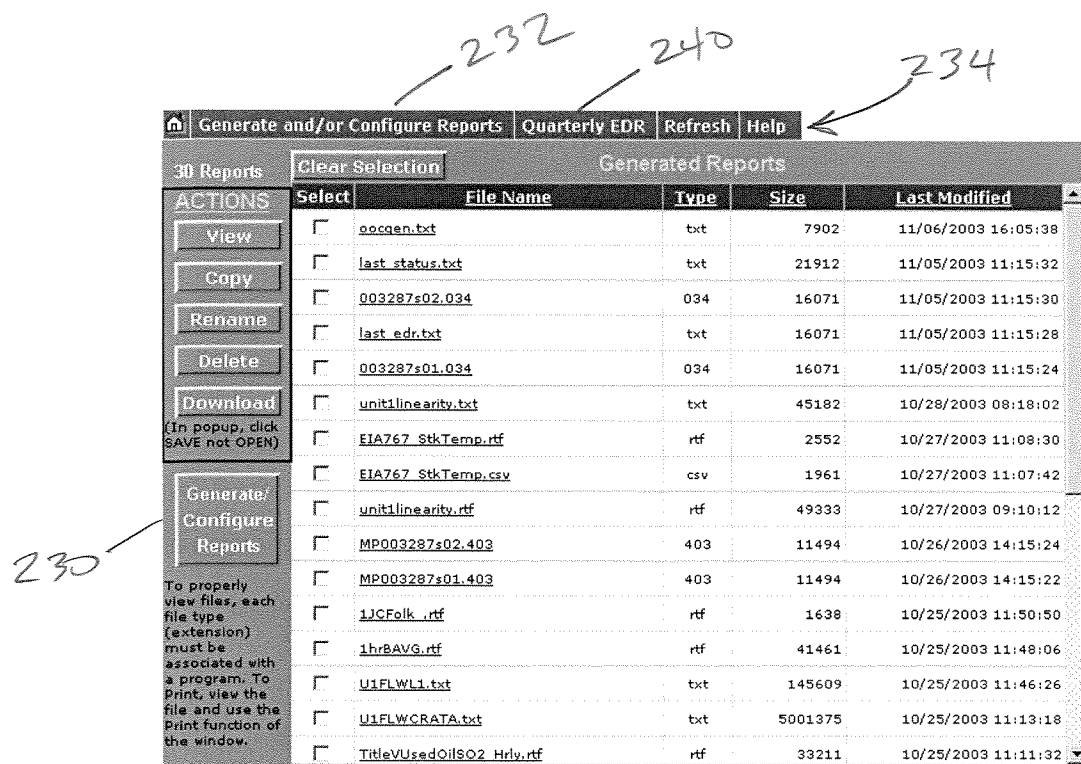 232
240
234
Generate and/or Configure Reports Quarterly EDR Refresh Help
30 Reports Clear Selection Generated Reports
ACTIONS Select File Name Type Size Last Modified
View
oocgen.txt txt 7902 11/06/2003 16:05:38
last_status.txt txt 21912 11/05/2003 11:15:32
Copy
003287s02.034 034 16071 11/05/2003 11:15:30
Rename
last_edr.txt txt 16071 11/05/2003 11:15:28
Delete
003287s01.034 034 16071 11/05/2003 11:15:24
Download
unit1linearity.txt txt 45182 10/28/2003 08:18:02
(In popup, click
SAVE not OPEN)
EIA767_StkTemp.rtf rtf 2552 10/27/2003 11:08:30
EIA767_StkTemp.csv csv 1961 10/27/2003 11:07:42
Generate/
Configure
Reports
unit1linearity.rtf rtf 49333 10/27/2003 09:10:12
MP003287s02.403 403 11494 10/26/2003 14:15:24
230
MP003287s01.403 403 11494 10/26/2003 14:15:22
1JCFolk_.rtf rtf 1638 10/25/2003 11:50:50
1hrBAVG.rtf rtf 41461 10/25/2003 11:48:06
U1FLWL1.txt txt 145609 10/25/2003 11:46:26
U1FLWCRATA.txt txt 5001375 10/25/2003 11:13:18
TitleVUsedOilSO2_Hrly.rtf rtf 33211 10/25/2003 11:11:32
To properly
view files, each
file type
(extension)
must be
associated with
a program. To
Print, view the
file and use the
Print function of
the window.